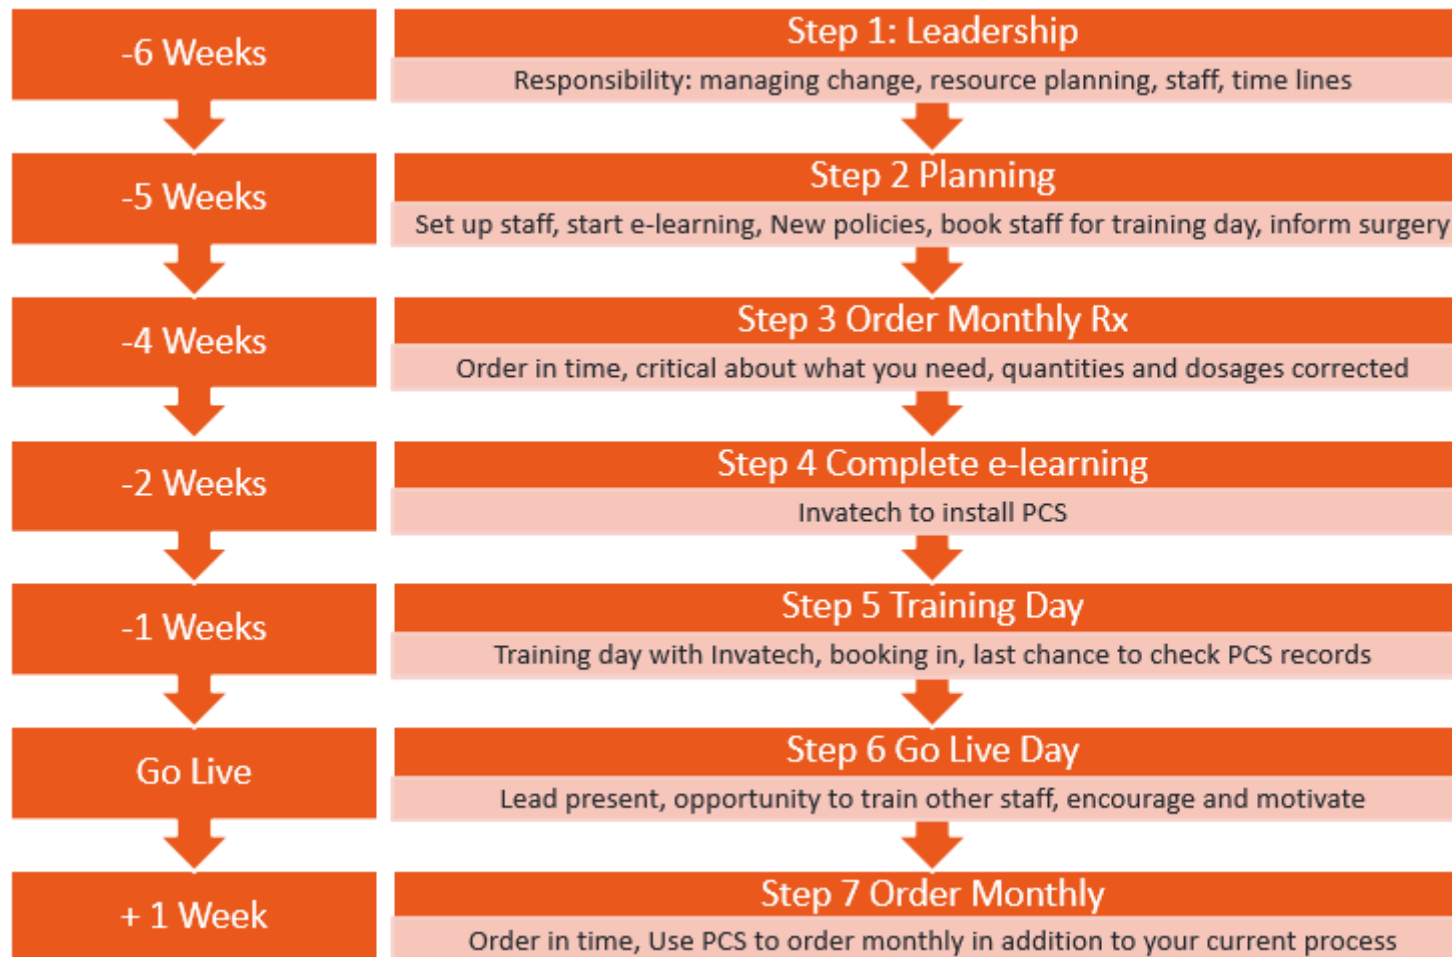 -6 Weeks
Step 1: Leadership
Responsibility: managing change, resource planning, staff, time lines
-5 Weeks
Step 2 Planning
Set up staff, start e-learning, New policies, book staff for training day, inform surgery
-4 Weeks
Step 3 Order Monthly Rx
Order in time, critical about what you need, quantities and dosages corrected
-2 Weeks
Step 4 Complete e-learning
Invatech to install PCS
-1 Weeks
Step 5 Training Day
Training day with Invatech, booking in, last chance to check PCS records
Go Live
Step 6 Go Live Day
Lead present, opportunity to train other staff, encourage and motivate
+ 1 Week
Step 7 Order Monthly
Order in time, Use PCS to order monthly in addition to your current process